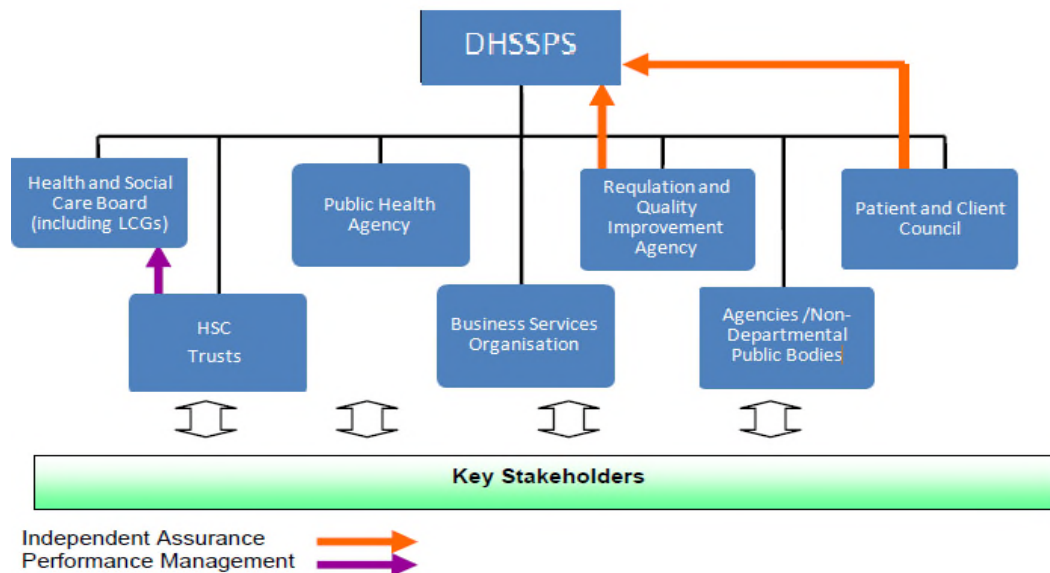 DHSSPS
Health and Social
Care Board
(including LCGs)
Public Health
Agency
Requlation and
Quality
Improvement
Agency
Patient and Client
Council
HSC
Trusts
Business Services
Organisation
Agencies /Non-
Departmental
Public Bodies
Key Stakeholders
Independent Assurance
Performance Management